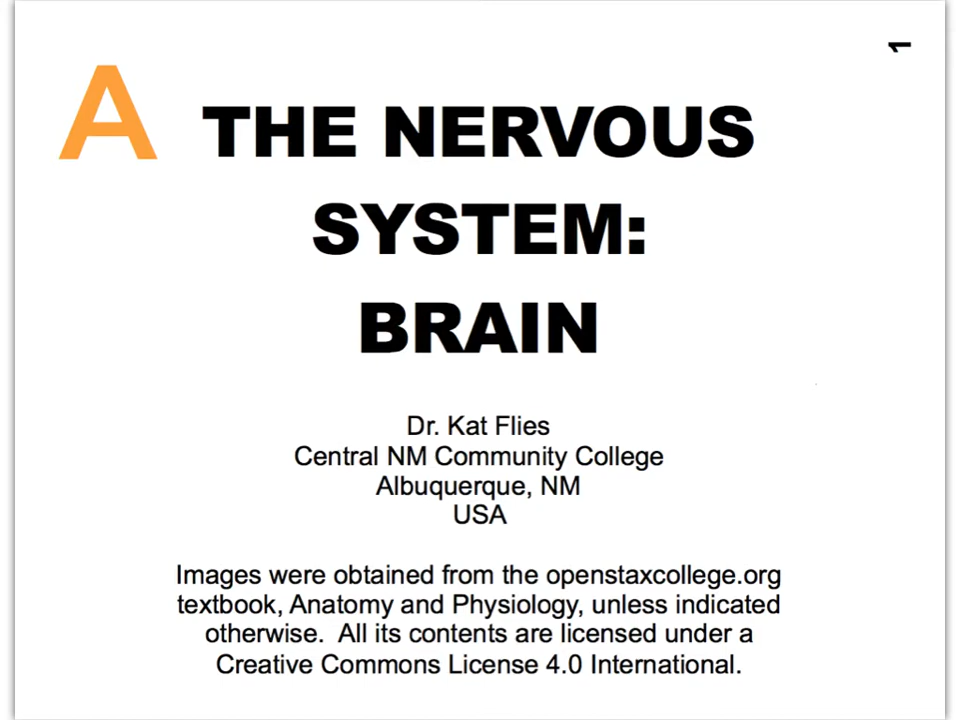 1
A
THE NERVOUS
SYSTEM:
BRAIN
Dr. Kat Flies
Central NM Community College
Albuquerque, NM
USA
Images were obtained from the openstaxcollege.org
textbook, Anatomy and Physiology, unless indicated
otherwise.  All its contents are licensed under a
Creative Commons License 4.0 International.